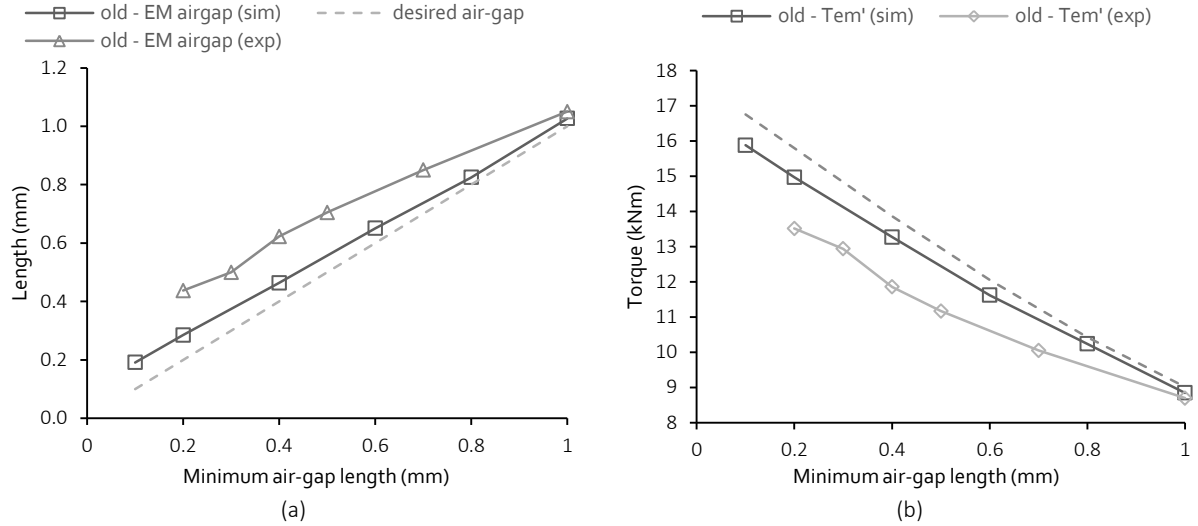 old - EM airgap (sim)
desired air-gap
old - EM airgap (exp)
1.2
1.0
0.8
0.6
0.4
0.2
0.0
Length (mm)
0
0.2
0.4
0.6
0.8
1
Minimum air-gap length (mm)
(a)
old - Tem' (sim)
old - Tem' (exp)
18
17
16
15
14
13
12
11
10
9
8
Torque (kNm)
0
0.2
0.4
0.6
0.8
1
Minimum air-gap length (mm)
(b)